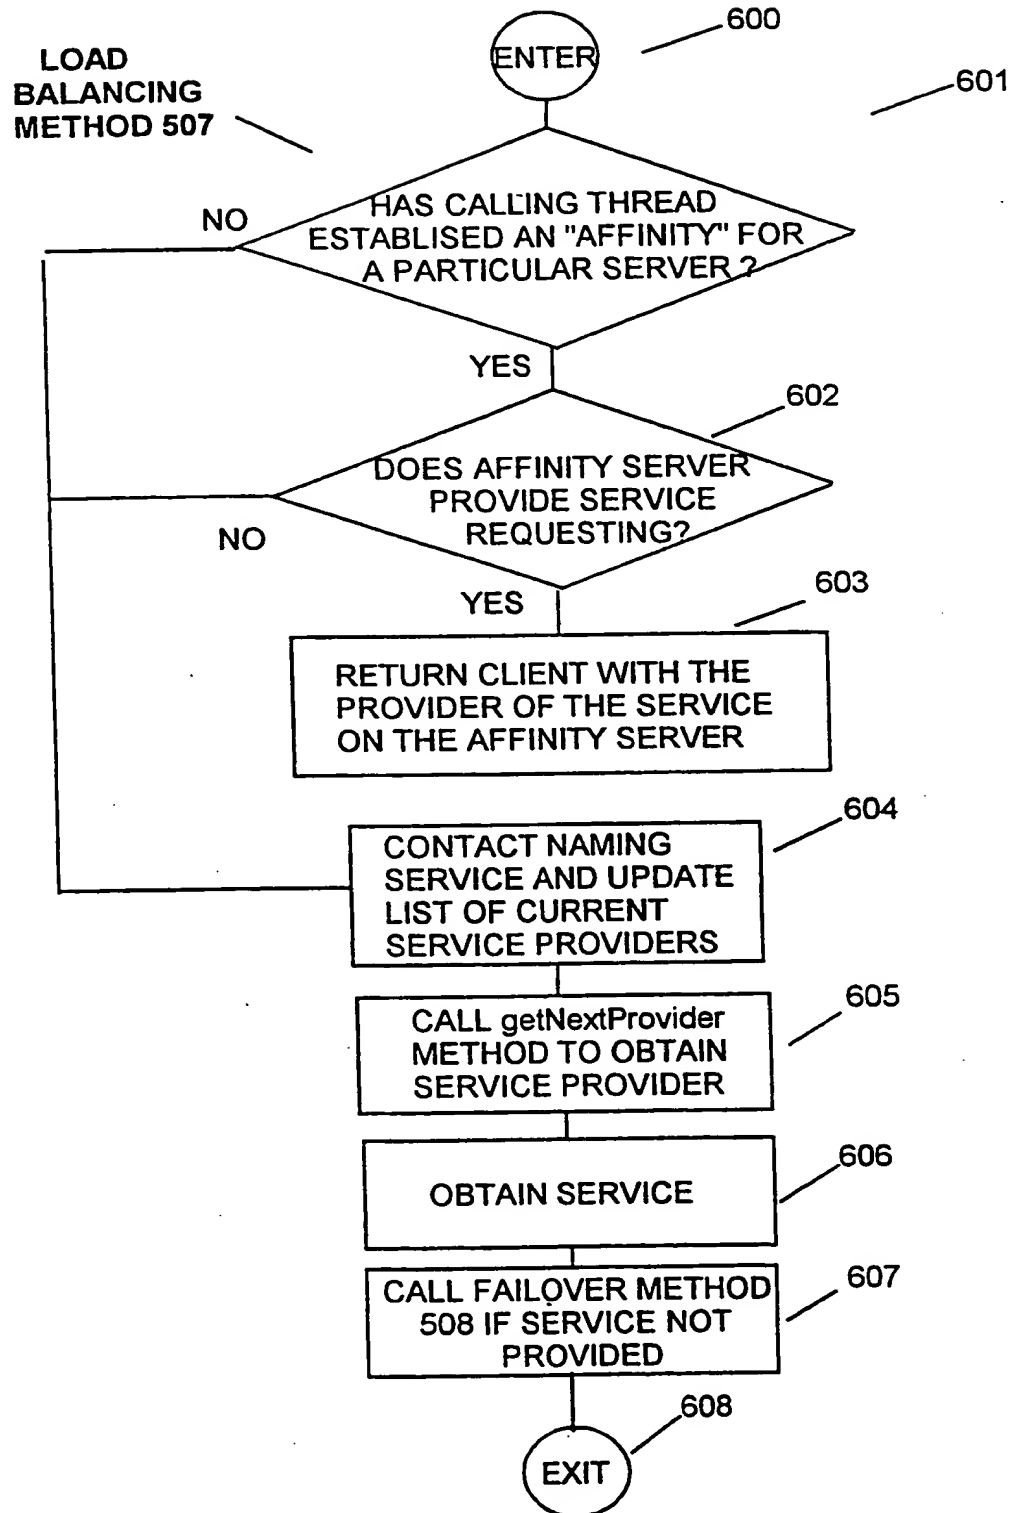 600
ENTER
LOAD
BALANCING
METHOD 507
601
HAS CALLING THREAD
ESTABLISED AN "AFFINITY" FOR
A PARTICULAR SERVER ?
NO
YES
602
DOES AFFINITY SERVER
PROVIDE SERVICE
REQUESTING?
NO
YES
603
RETURN CLIENT WITH THE
PROVIDER OF THE SERVICE
ON THE AFFINITY SERVER
604
CONTACT NAMING
SERVICE AND UPDATE
LIST OF CURRENT
SERVICE PROVIDERS
605
CALL getNextProvider
METHOD TO OBTAIN
SERVICE PROVIDER
606
OBTAIN SERVICE
607
CALL FAILOVER METHOD
508 IF SERVICE NOT
PROVIDED
608
EXIT